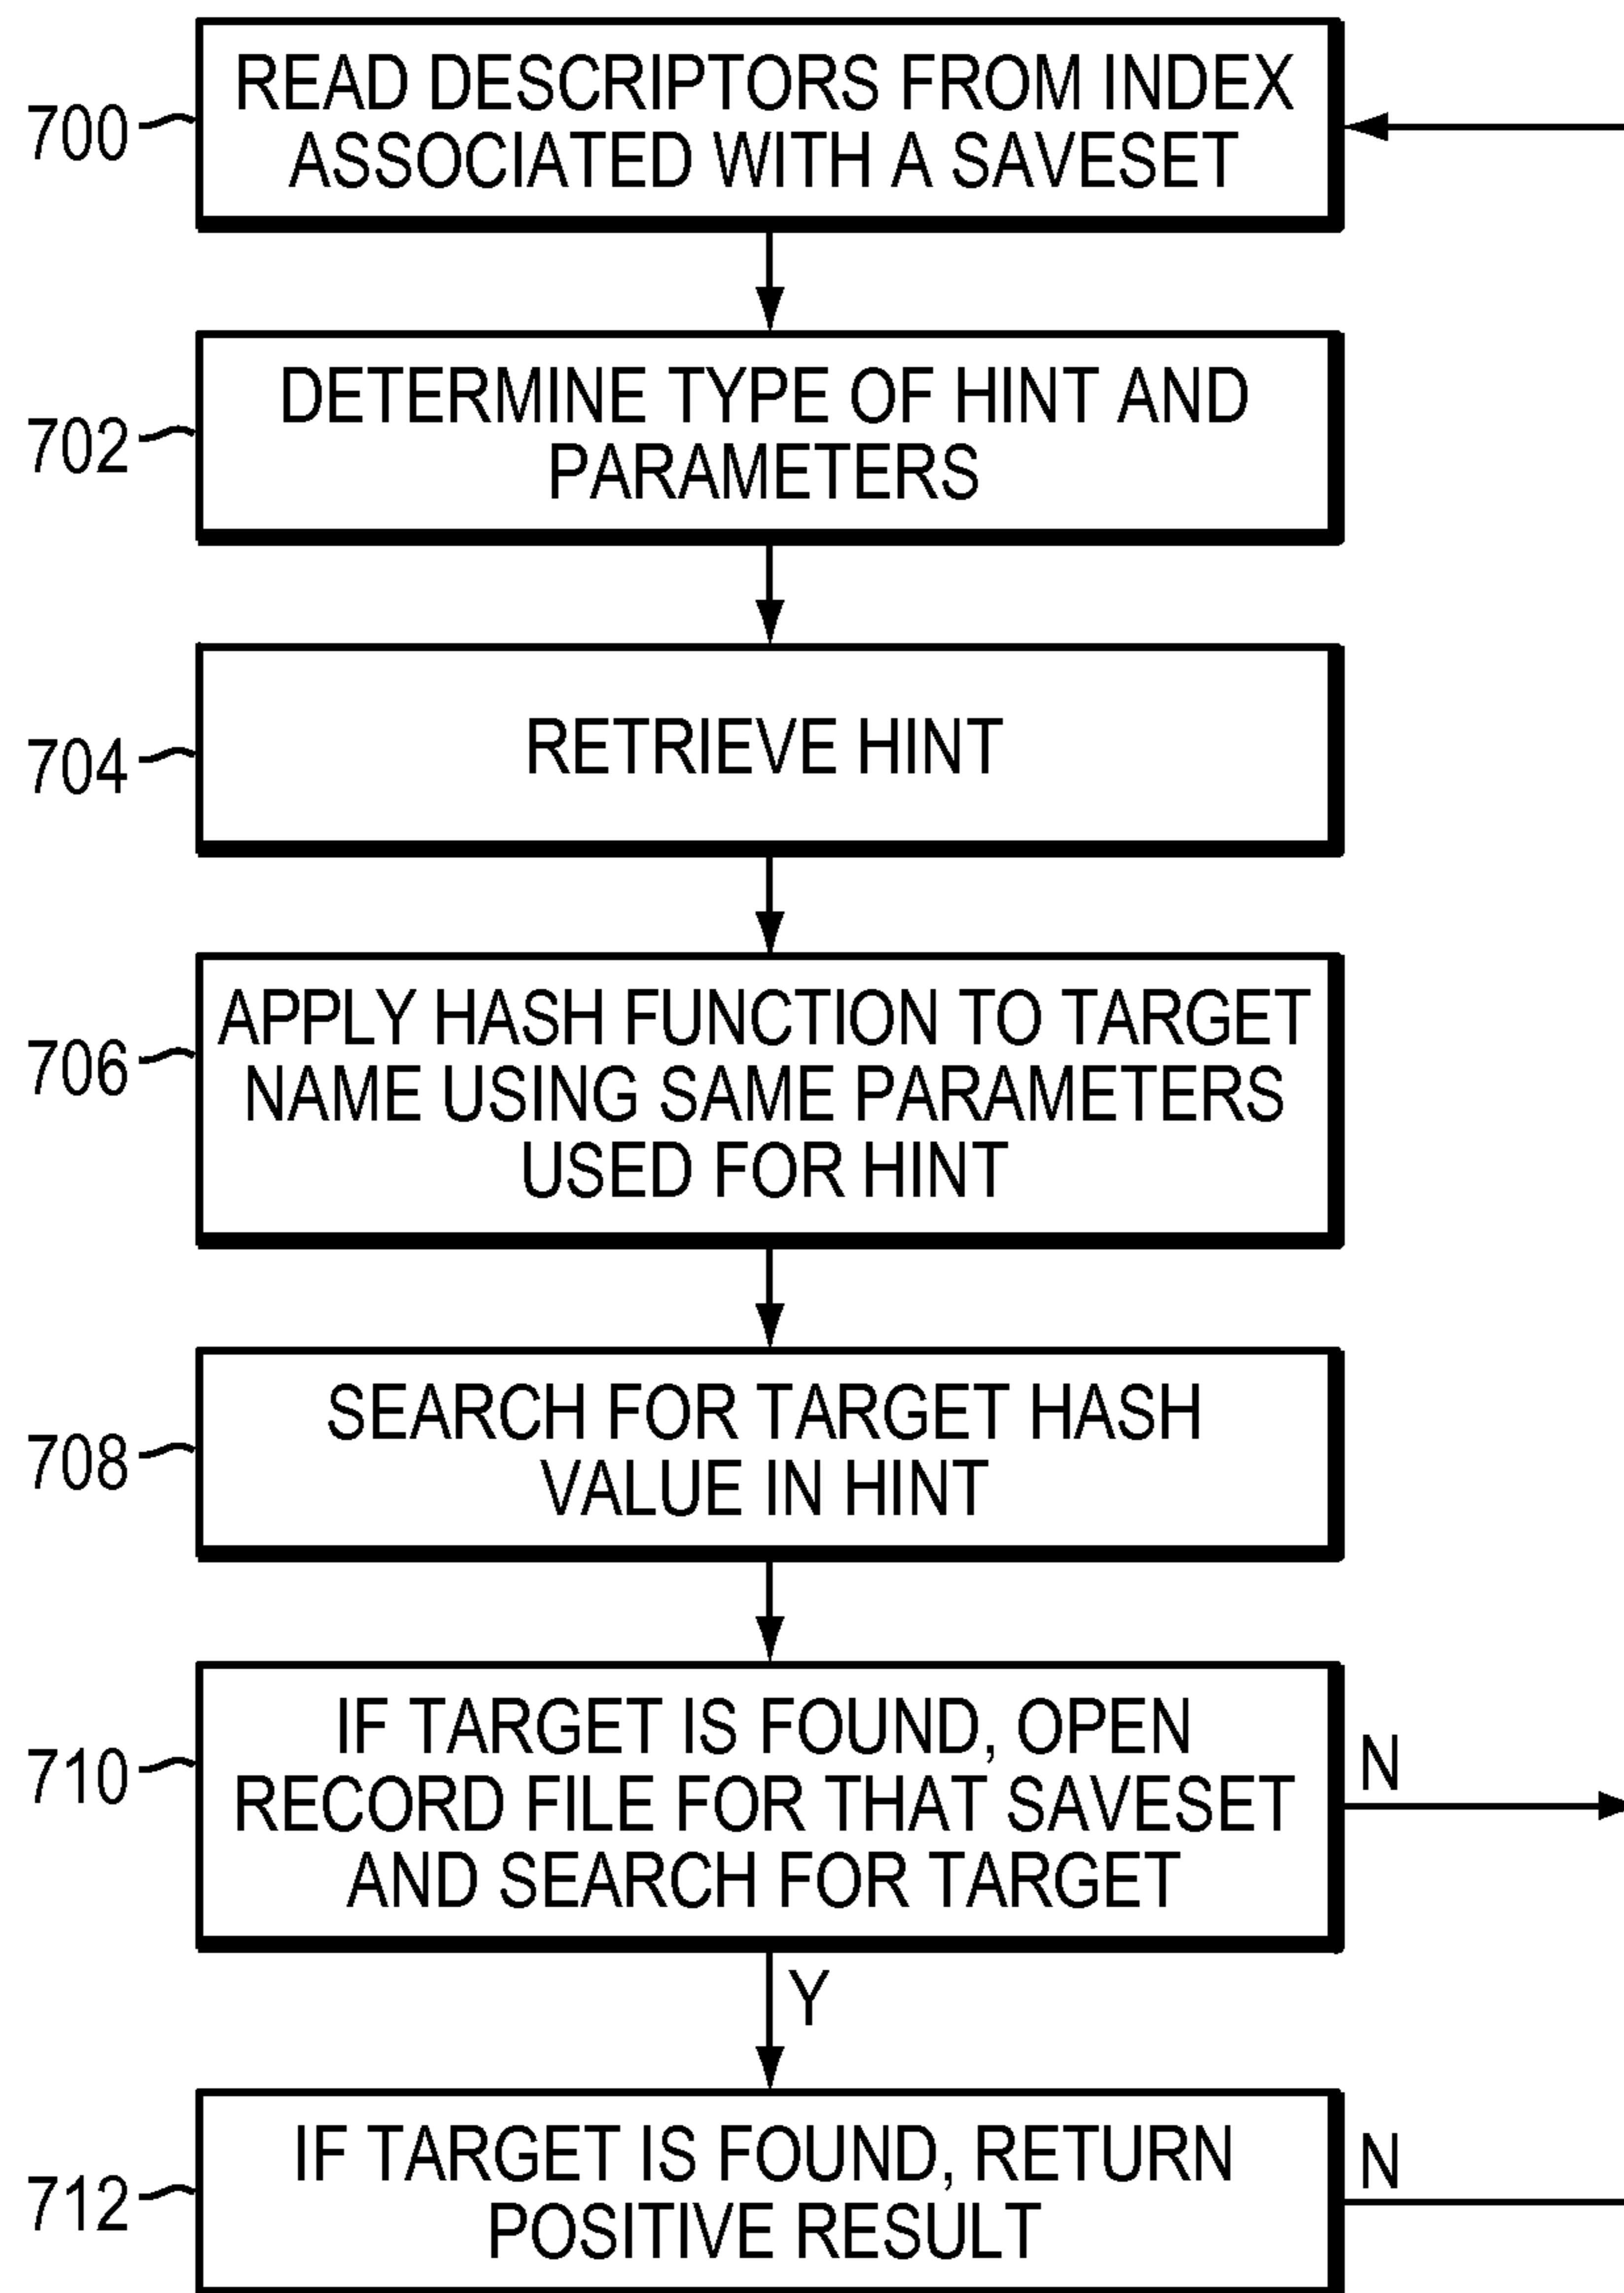 700
READ DESCRIPTORS FROM INDEX
ASSOCIATED WITH A SAVESET
702
DETERMINE TYPE OF HINT AND
PARAMETERS
704
RETRIEVE HINT
706
APPLY HASH FUNCTION TO TARGET
NAME USING SAME PARAMETERS
USED FOR HINT
708
SEARCH FOR TARGET HASH
VALUE IN HINT
710
IF TARGET IS FOUND, OPEN
RECORD FILE FOR THAT SAVESET
AND SEARCH FOR TARGET
N
Y
712
IF TARGET IS FOUND, RETURN
POSITIVE RESULT
N